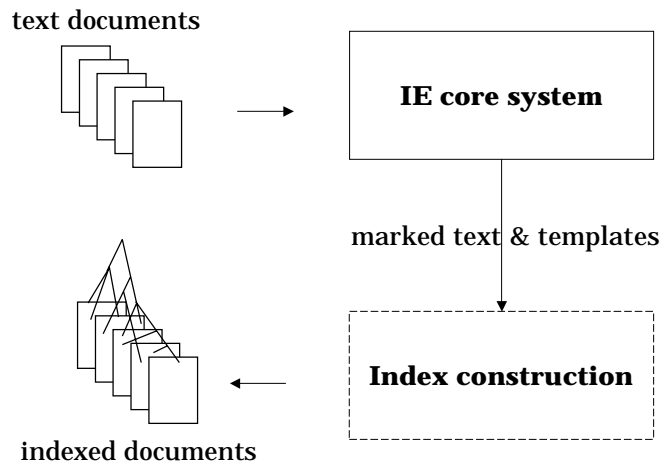 text documents
IE core system
marked text & templates
Index construction
indexed documents